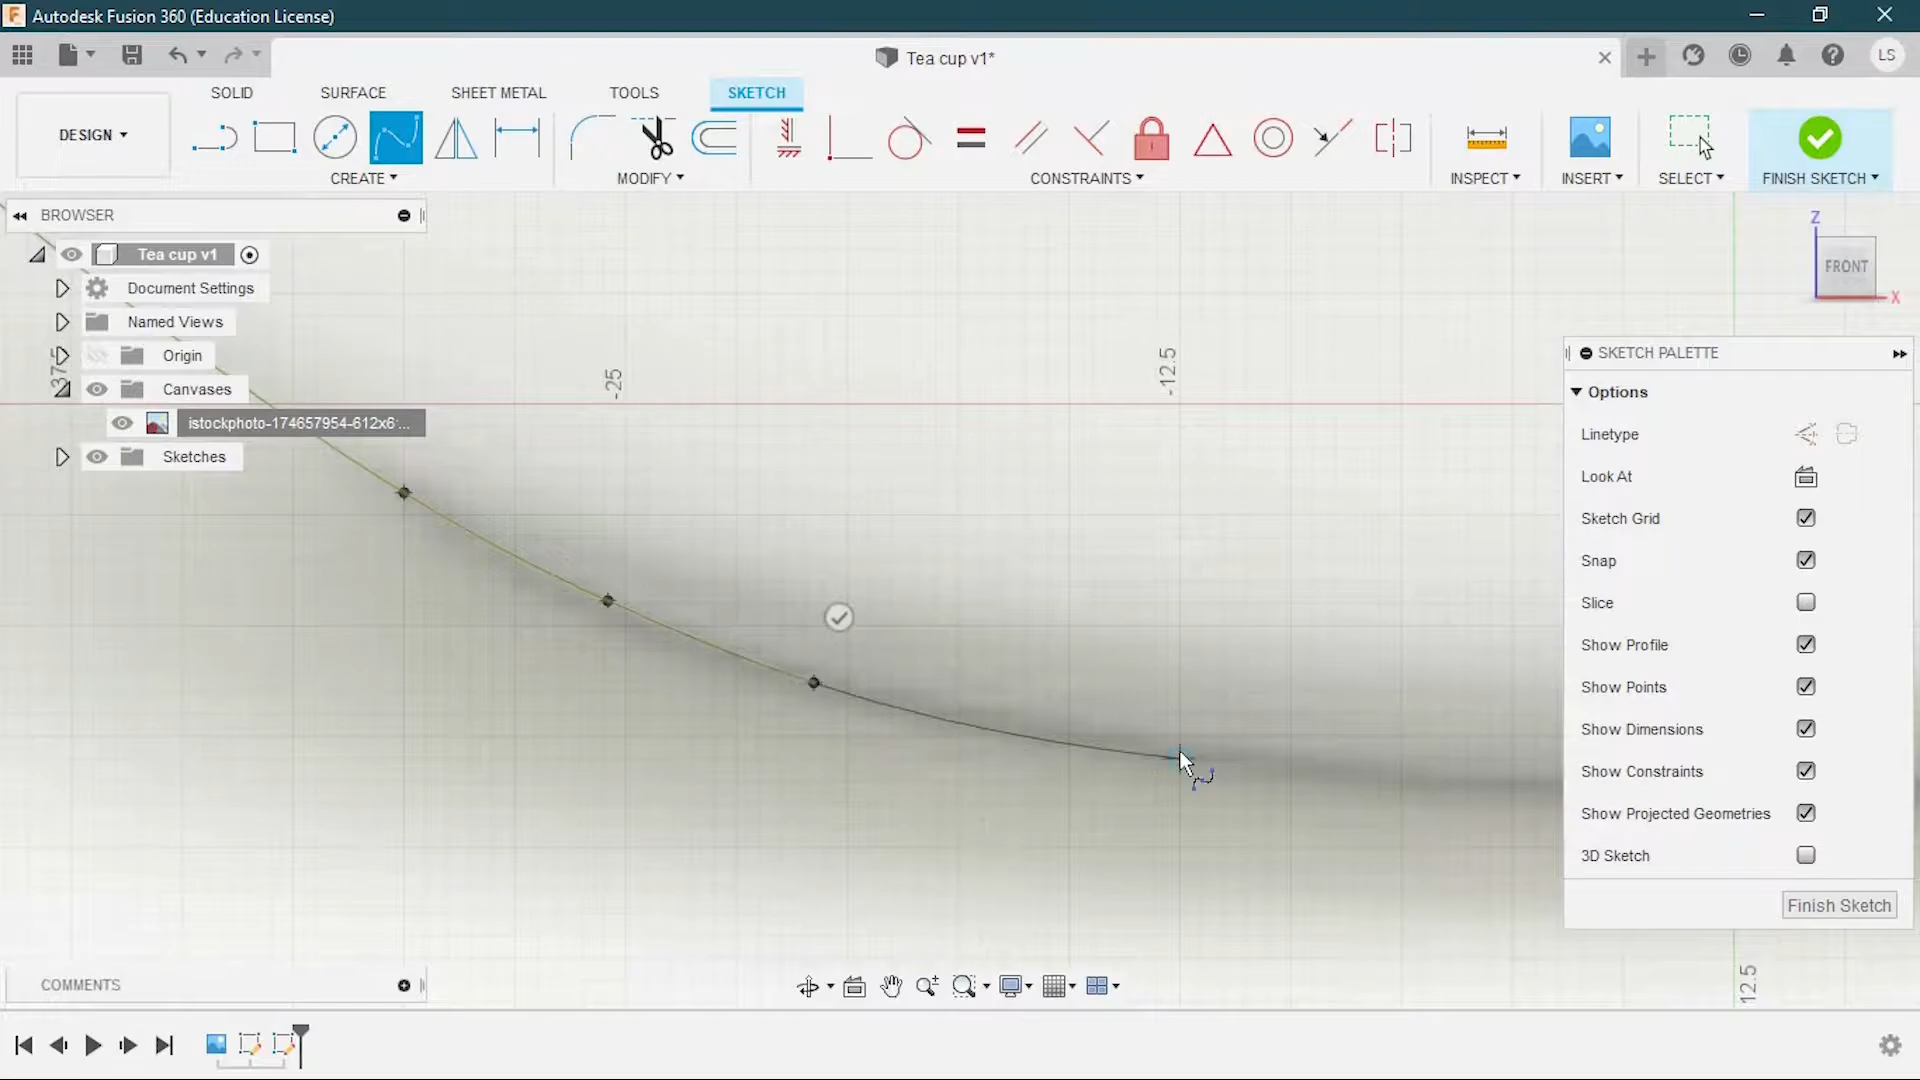 Autodesk Fusion 360 (Education License)
Tea cup v1*
LS
SOLID
SURFACE
SHEET METAL
TOOLS
SKETCH
DESIGN
CREATE
MODIFY
CONSTRAINTS
INSPECT
INSERT
SELECT
FINISH SKETCH
BROWSER
Tea cup v1
Document Settings
Named Views
Origin
Canvases
istockphoto-174657954-612x6...
Sketches
-25
-12.5
Z
FRONT
X
SKETCH PALETTE
Options
Linetype
Look At
Sketch Grid
Snap
Slice
Show Profile
Show Points
Show Dimensions
Show Constraints
Show Projected Geometries
3D Sketch
Finish Sketch
12.5
COMMENTS